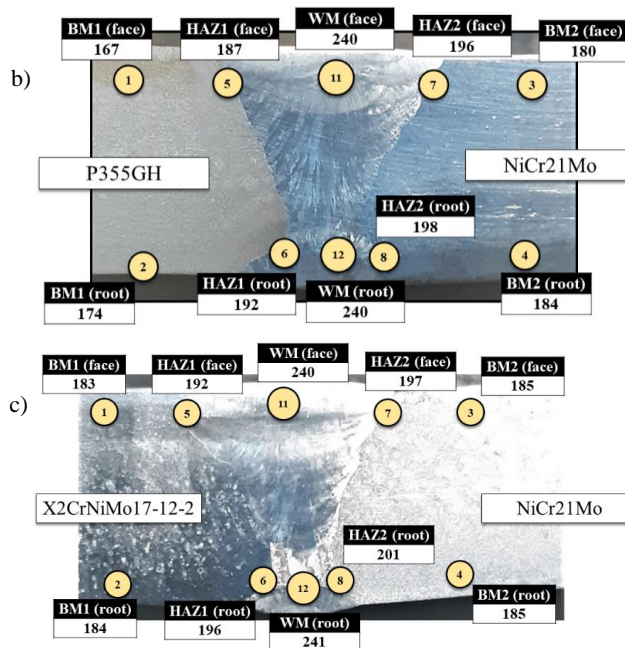 b)
BM1 (face)
167
HAZ1 (face)
187
WM (face)
240
HAZ2 (face)
196
BM2 (face)
180
1
5
11
7
3
P355GH
NiCr21Mo
HAZ2 (root)
198
2
6
12
8
4
BM1 (root)
174
HAZ1 (root)
192
WM (root)
240
BM2 (root)
184
c)
BM1 (face)
183
HAZ1 (face)
192
WM (face)
240
HAZ2 (face)
197
BM2 (face)
185
1
5
11
7
3
X2CrNiMo17-12-2
NiCr21Mo
HAZ2 (root)
201
2
6
12
8
4
BM1 (root)
184
HAZ1 (root)
196
WM (root)
241
BM2 (root)
185